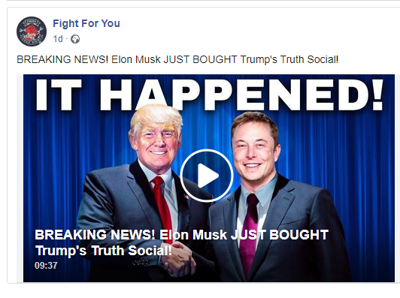 Fight For You
1d ·
BREAKING NEWS! Elon Musk JUST BOUGHT Trump's Truth Social!
IT HAPPENED!
BREAKING NEWS! Elon Musk JUST BOUGHT
Trump's Truth Social!
09:37